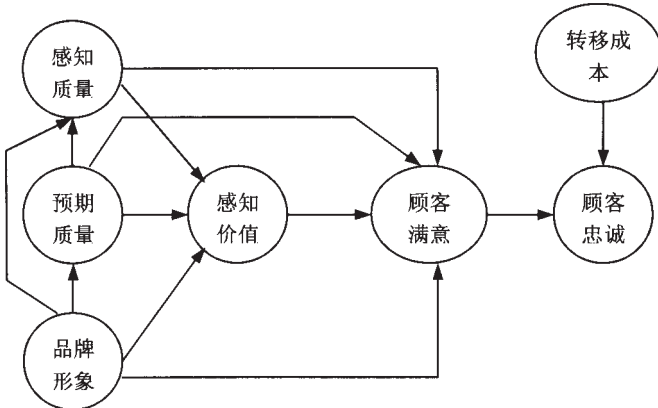 感知
质量
转移成
本
预期
质量
感知
价值
顾客
满意
顾客
忠诚
品牌
形象